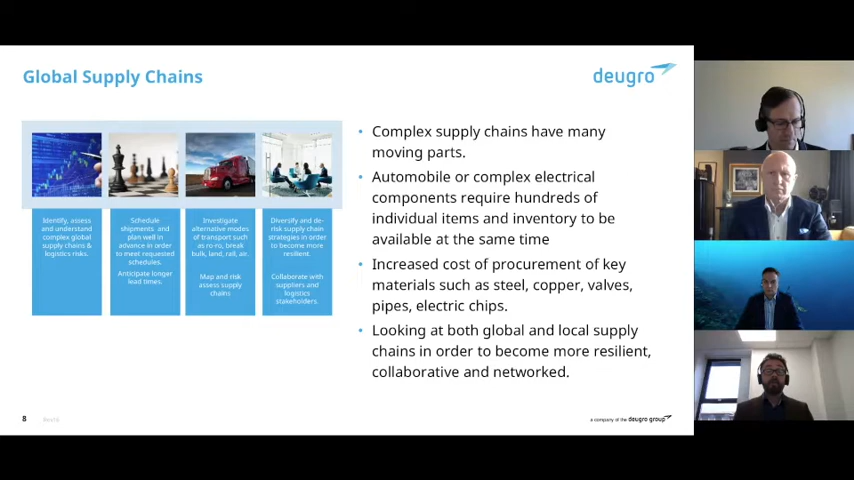 Global Supply Chains
deugro
Identify, assess
and understand
complex global
supply chains &
logistics risks.
Schedule
shipments and
plan well in
advance in order
to meet requested
schedules.
Anticipate longer
lead times.
Investigate
alternative modes
of transport such
as ro ro, break
bulk, land, rail, air.
Map and risk
assess supply
chains
Diversify and de-
risk supply chain
strategies in order
to become more
resilient.
Collaborate with
suppliers and
logistics
stakeholders.
• Complex supply chains have many
moving parts.
• Automobile or complex electrical
components require hundreds of
individual items and inventory to be
available at the same time
• Increased cost of procurement of key
materials such as steel, copper, valves,
pipes, electric chips.
• Looking at both global and local supply
chains in order to become more resilient,
collaborative and networked.
8
a company of the deugro group